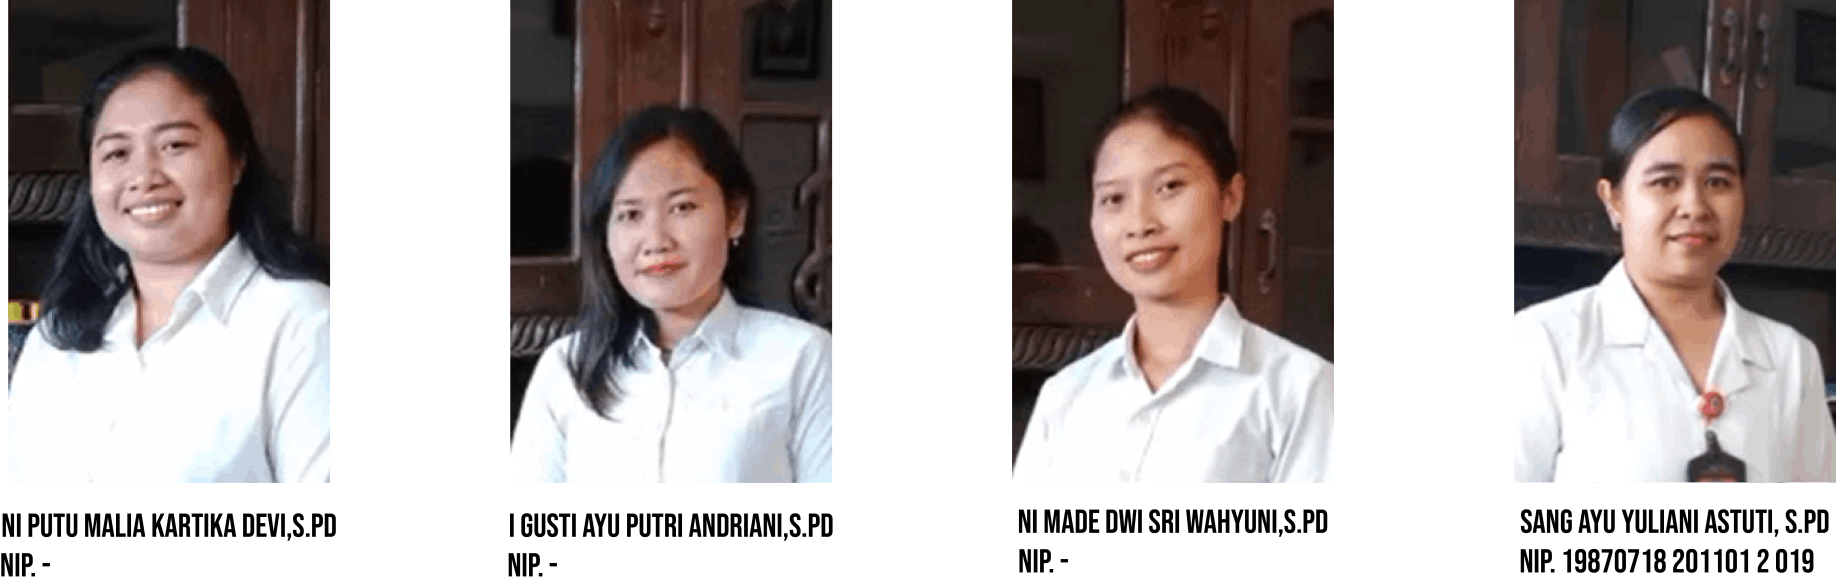 NI PUTU MALIA KARTIKA DEVI,S.PD
NIP. -
I GUSTI AYU PUTRI ANDRIANI,S.PD
NIP. -
NI MADE DWI SRI WAHYUNI,S.PD
NIP. -
SANG AYU YULIANI ASTUTI, S.PD
NIP. 19870718 201101 2 019